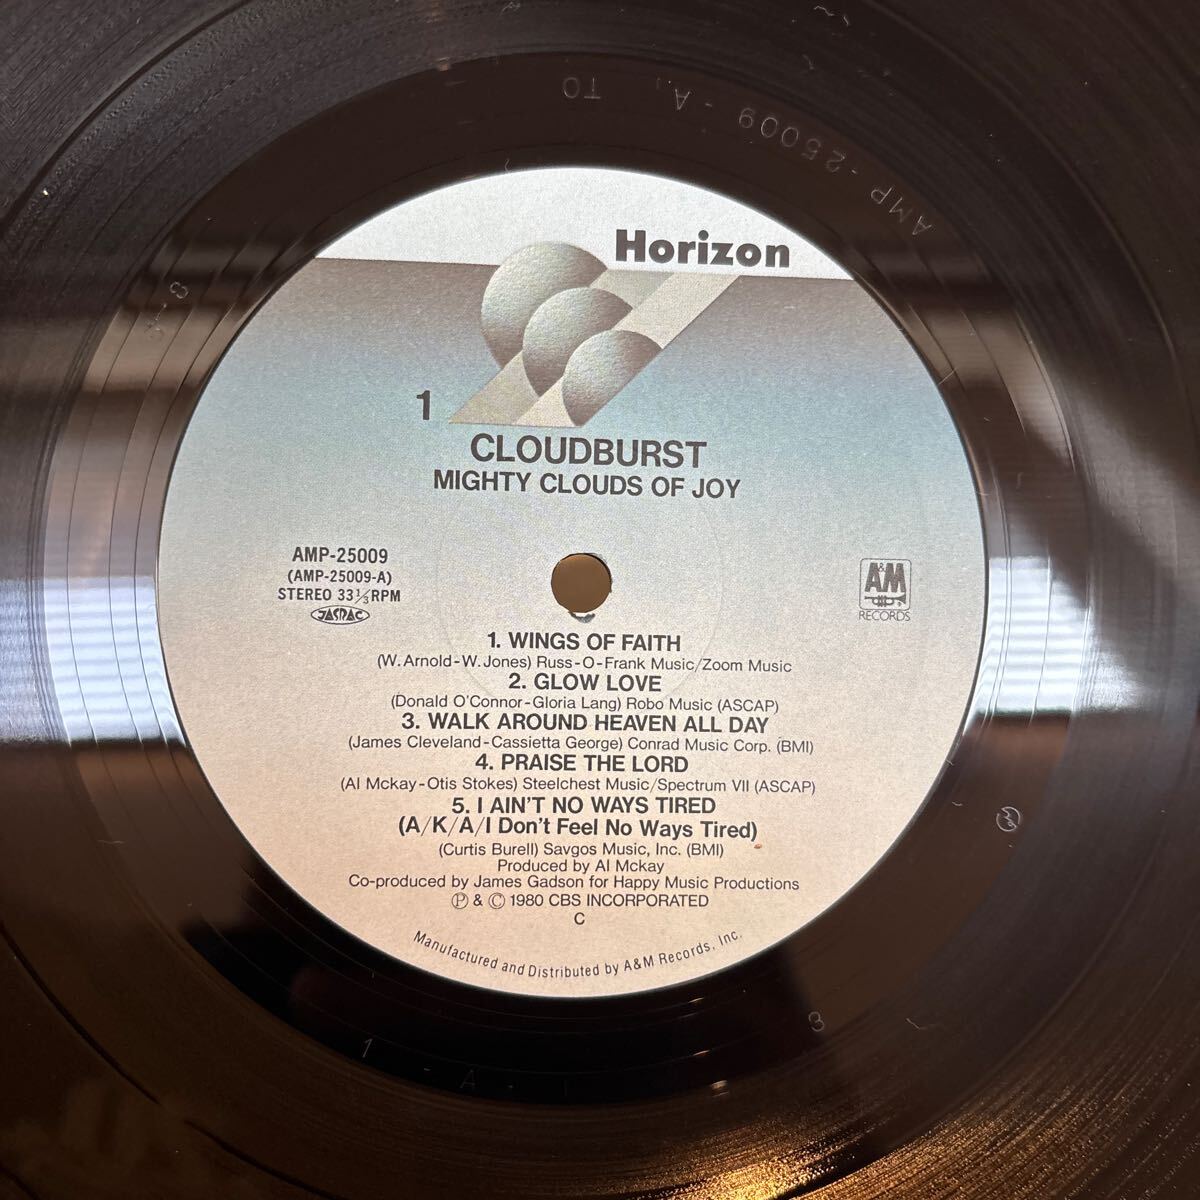 AMP-25009-A, TO
Horizon
1
CLOUDBURST
MIGHTY CLOUDS OF JOY
AMP-25009
(AMP-25009-A)
STEREO 33⅓RPM
JASRAC
A&M
RECORDS
1. WINGS OF FAITH
(W. Arnold-W. Jones) Russ-O-Frank Music/Zoom Music
2. GLOW LOVE
(Donald O'Connor-Gloria Lang) Robo Music (ASCAP)
3. WALK AROUND HEAVEN ALL DAY
(James Cleveland-Cassietta George) Conrad Music Corp. (BMI)
4. PRAISE THE LORD
(Al Mckay-Otis Stokes) Steelchest Music/Spectrum VII (ASCAP)
5. I AIN'T NO WAYS TIRED
(A/K/A/I Don't Feel No Ways Tired)
(Curtis Burell) Savgos Music, Inc. (BMI)
Produced by Al Mckay
Co-produced by James Gadson for Happy Music Productions
Ⓟ & © 1980 CBS INCORPORATED
C
Manufactured and Distributed by A&M Records, Inc.
1-A-1
3